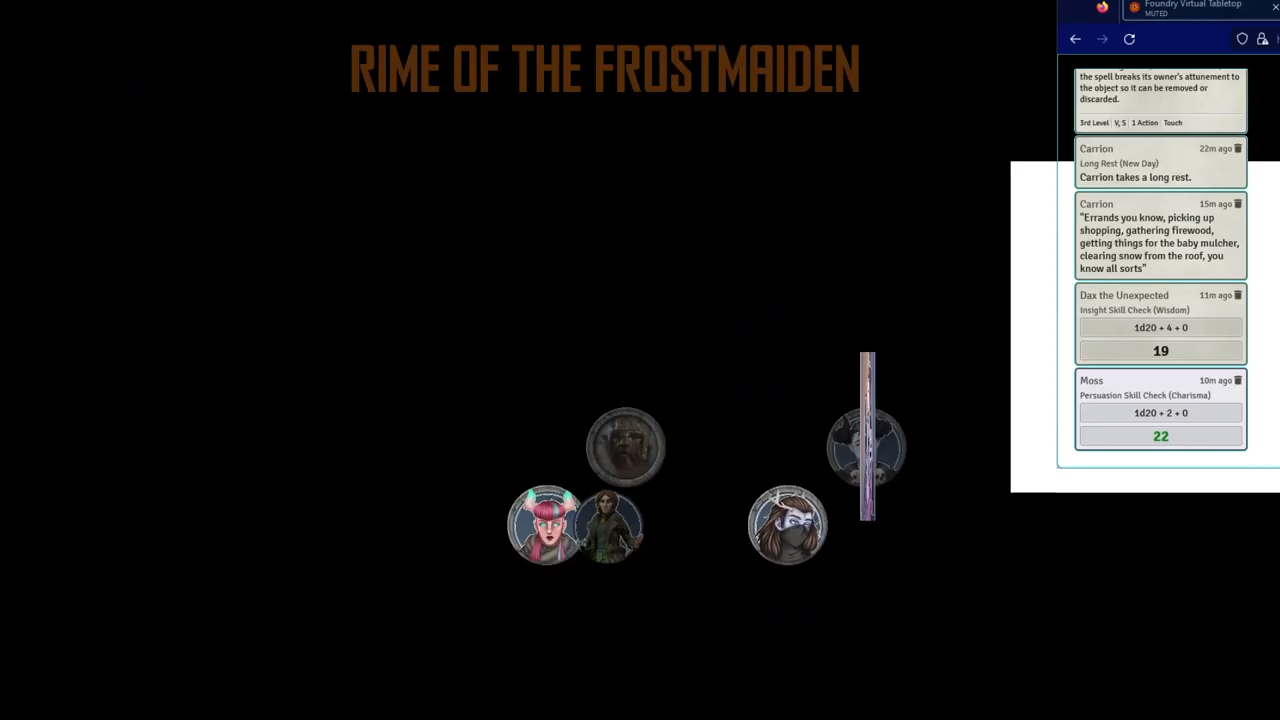 Foundry Virtual Tabletop
MUTED
RIME OF THE FROSTMAIDEN
the spell breaks its owner's attunement to
the object so it can be removed or
discarded.
3rd Level | V, S | 1 Action | Touch
Carrion 22m ago
Long Rest (New Day)
Carrion takes a long rest.
Carrion 15m ago
"Errands you know, picking up
shopping, gathering firewood,
getting things for the baby mulcher,
clearing snow from the roof, you
know all sorts"
Dax the Unexpected 11m ago
Insight Skill Check (Wisdom)
1d20 + 4 + 0
19
Moss 10m ago
Persuasion Skill Check (Charisma)
1d20 + 2 + 0
22